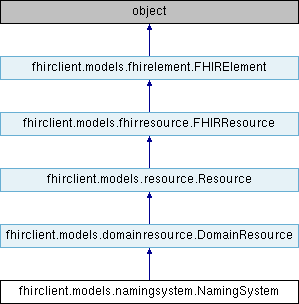 object
fhirclient.models.fhirelement.FHIRElement
fhirclient.models.fhirresource.FHIRResource
fhirclient.models.resource.Resource
fhirclient.models.domainresource.DomainResource
fhirclient.models.namingsystem.NamingSystem